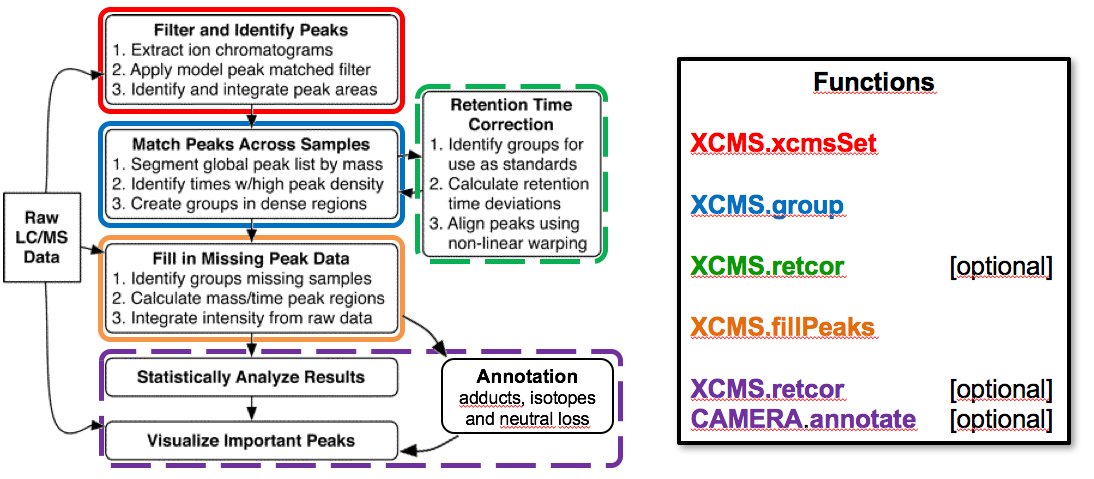 Filter and Identify Peaks
1. Extract ion chromatograms
2. Apply model peak matched filter
3. Identify and integrate peak areas
Match Peaks Across Samples
1. Segment global peak list by mass
2. Identify times w/high peak density
3. Create groups in dense regions
Retention Time
Correction
1. Identify groups for
use as standards
2. Calculate retention
time deviations
3. Align peaks using
non-linear warping
Raw
LC/MS
Data
Fill in Missing Peak Data
1. Identify groups missing samples
2. Calculate mass/time peak regions
3. Integrate intensity from raw data
Statistically Analyze Results
Visualize Important Peaks
Annotation
adducts, isotopes
and neutral loss
Functions
XCMS.xcmsSet
XCMS.group
XCMS.retcor [optional]
XCMS.fillPeaks
XCMS.retcor [optional]
CAMERA.annotate [optional]